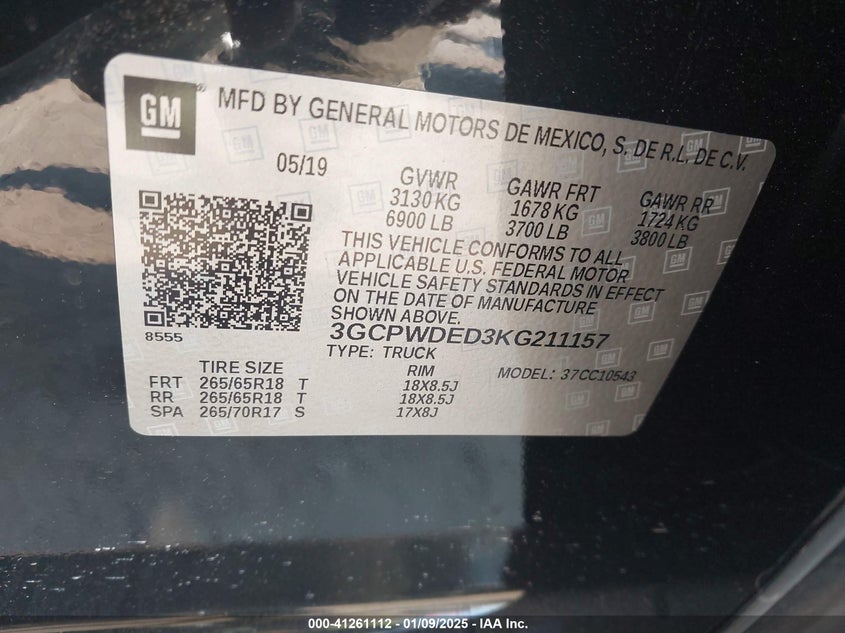 GM
MFD BY GENERAL MOTORS DE MEXICO, S. DE R.L. DE C.V.
05/19
GVWR GAWR FRT GAWR RR
3130 KG 1678 KG 1724 KG
6900 LB 3700 LB 3800 LB
THIS VEHICLE CONFORMS TO ALL
APPLICABLE U.S. FEDERAL MOTOR
VEHICLE SAFETY STANDARDS IN EFFECT
ON THE DATE OF MANUFACTURE
SHOWN ABOVE.
8555
3GCPWDED3KG211157
TYPE: TRUCK
MODEL: 37CC10543
TIRE SIZE RIM
FRT 265/65R18 T 18X8.5J
RR 265/65R18 T 18X8.5J
SPA 265/70R17 S 17X8J
000-41261112 - 01/09/2025 - IAA Inc.